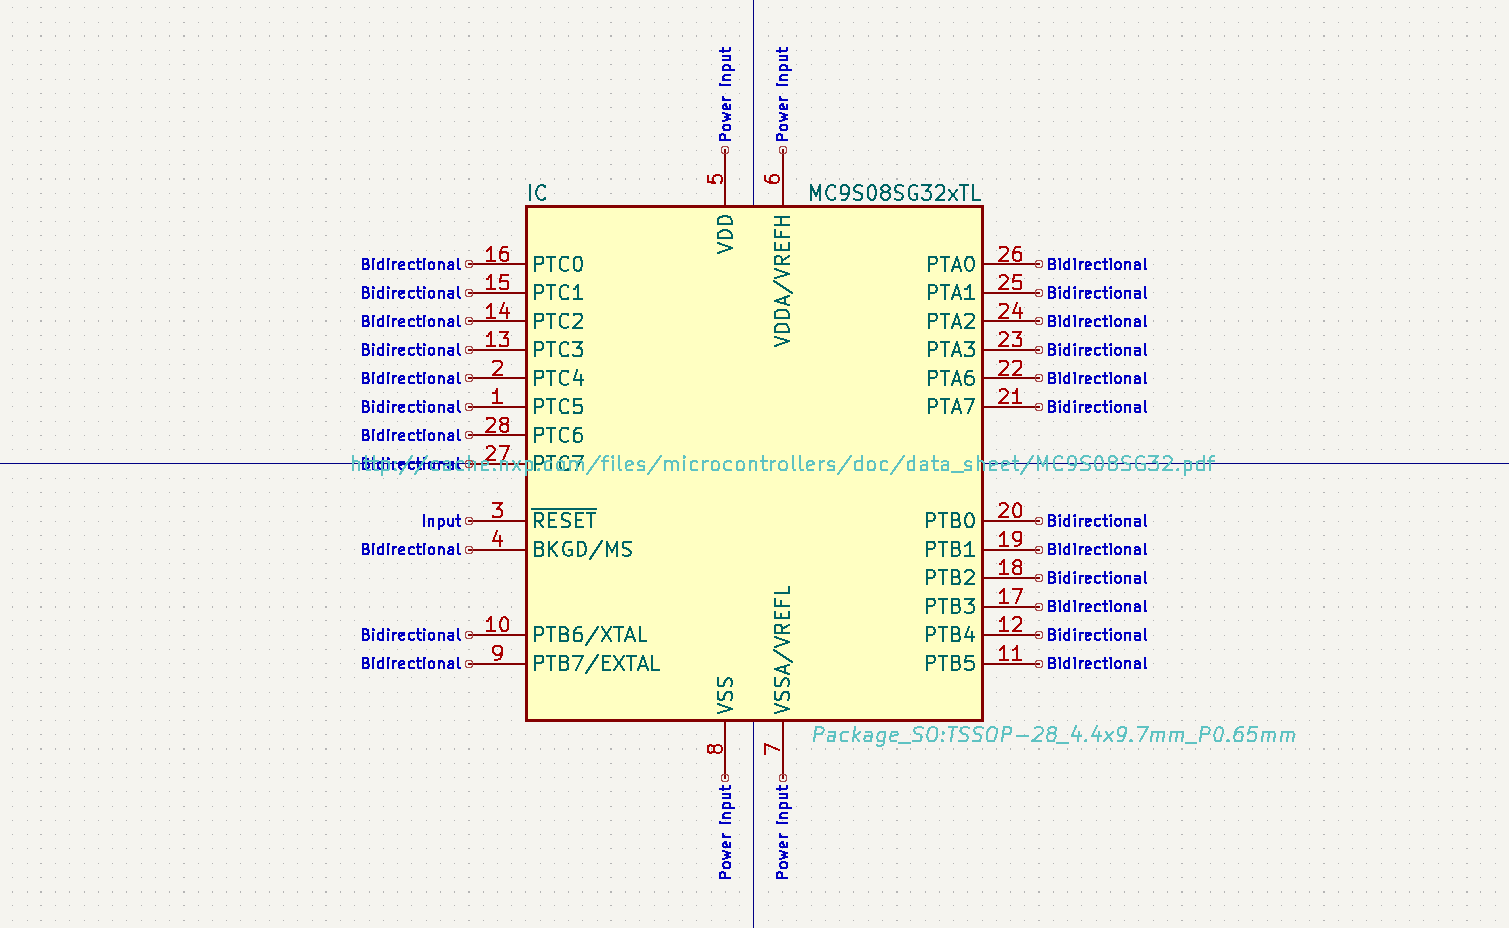 Power Input
Power Input
5
6
IC
MC9S08SG32xTL
VDD
VDDA/VREFH
Bidirectional 16 PTC0
PTA0 26 Bidirectional
Bidirectional 15 PTC1
PTA1 25 Bidirectional
Bidirectional 14 PTC2
PTA2 24 Bidirectional
Bidirectional 13 PTC3
PTA3 23 Bidirectional
Bidirectional 2 PTC4
PTA6 22 Bidirectional
Bidirectional 1 PTC5
PTA7 21 Bidirectional
Bidirectional 28 PTC6
Bidirectional 27 PTC7
http://cache.nxp.com/files/microcontrollers/doc/data_sheet/MC9S08SG32.pdf
Input 3 RESET
PTB0 20 Bidirectional
Bidirectional 4 BKGD/MS
PTB1 19 Bidirectional
PTB2 18 Bidirectional
PTB3 17 Bidirectional
Bidirectional 10 PTB6/XTAL
PTB4 12 Bidirectional
Bidirectional 9 PTB7/EXTAL
PTB5 11 Bidirectional
VSS
VSSA/VREFL
Package_SO:TSSOP-28_4.4x9.7mm_P0.65mm
8
7
Power Input
Power Input